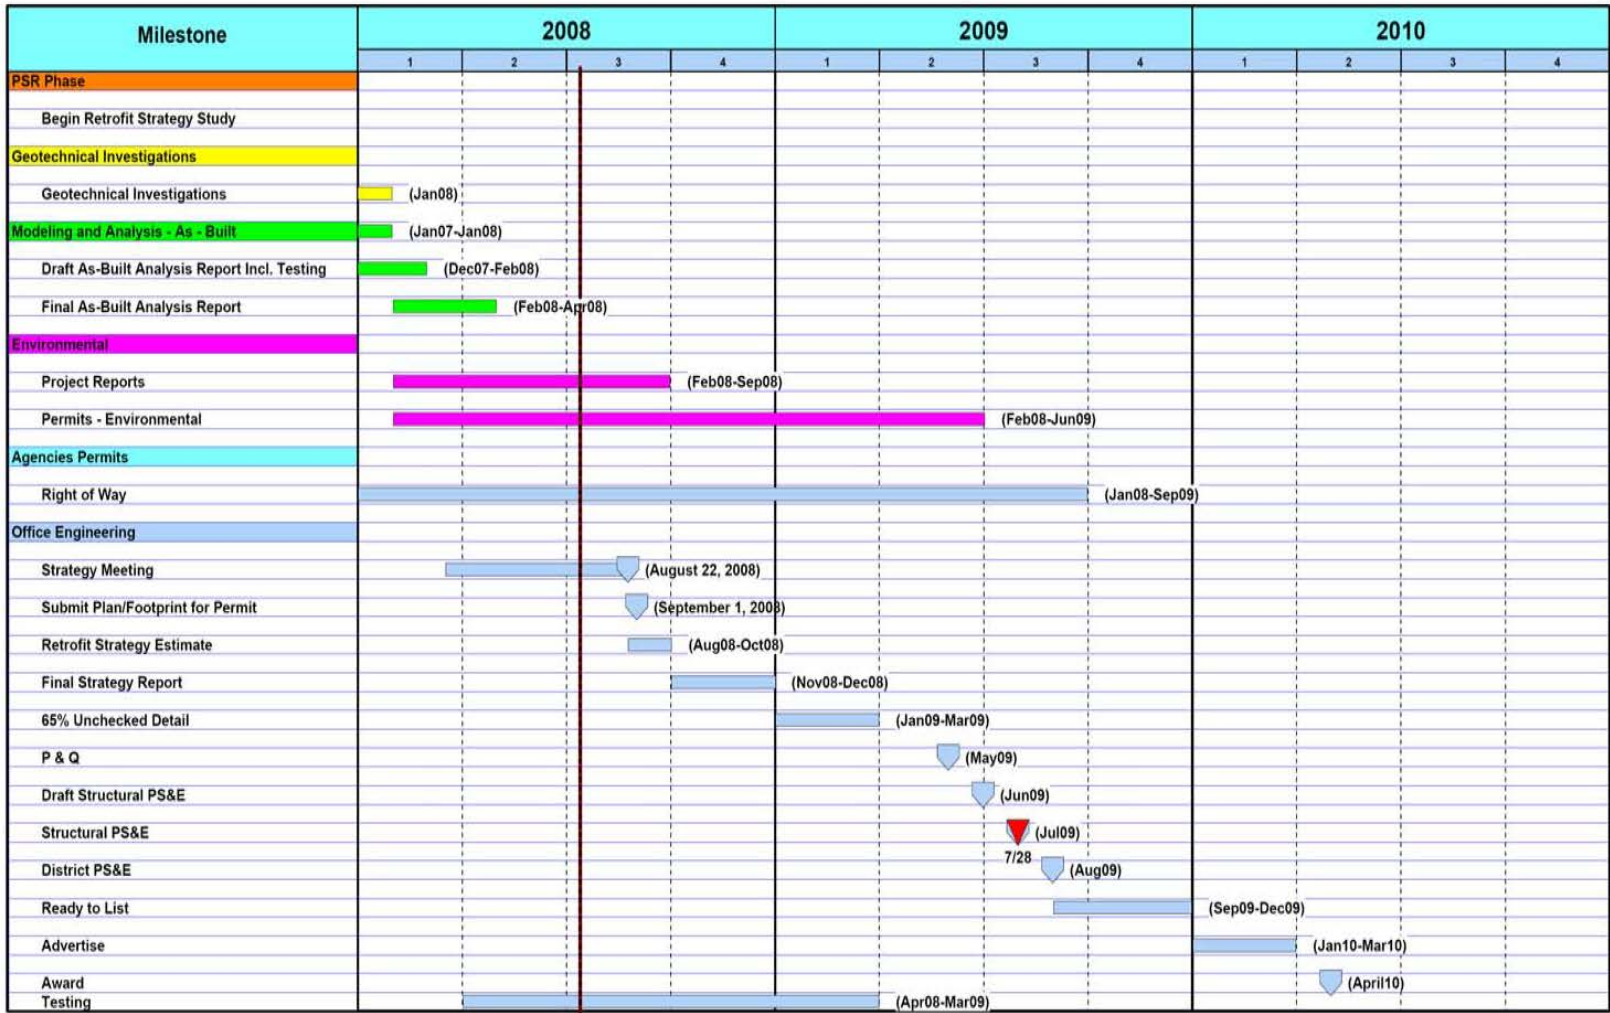 Milestone 2008 2009 2010
1 2 3 4 1 2 3 4 1 2 3 4
PSR Phase
Begin Retrofit Strategy Study
Geotechnical Investigations
Geotechnical Investigations (Jan08)
Modeling and Analysis - As - Built (Jan07-Jan08)
Draft As-Built Analysis Report Incl. Testing (Dec07-Feb08)
Final As-Built Analysis Report (Feb08-Apr08)
Environmental
Project Reports (Feb08-Sep08)
Permits - Environmental (Feb08-Jun09)
Agencies Permits
Right of Way (Jan08-Sep09)
Office Engineering
Strategy Meeting (August 22, 2008)
Submit Plan/Footprint for Permit (September 1, 2008)
Retrofit Strategy Estimate (Aug08-Oct08)
Final Strategy Report (Nov08-Dec08)
65% Unchecked Detail (Jan09-Mar09)
P & Q (May09)
Draft Structural PS&E (Jun09)
Structural PS&E (Jul09)
7/28
District PS&E (Aug09)
Ready to List (Sep09-Dec09)
Advertise (Jan10-Mar10)
Award (April10)
Testing (Apr08-Mar09)